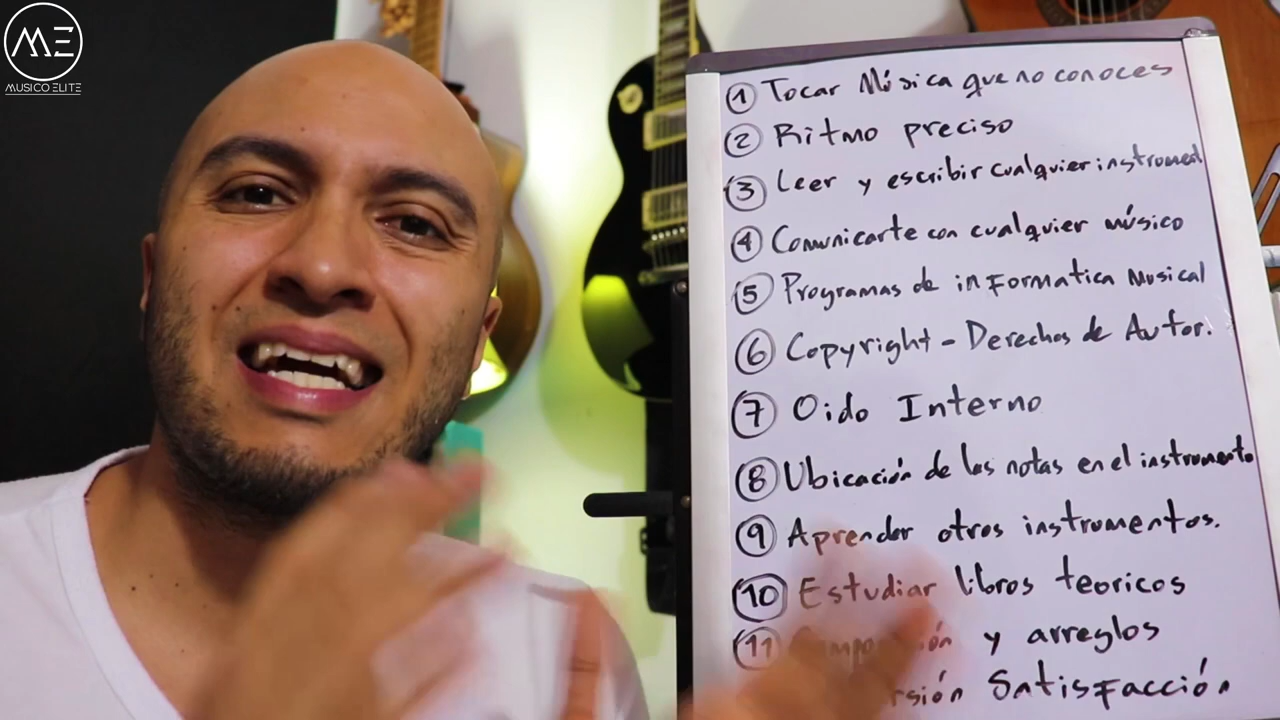 ME
MUSICO ELITE
1 Tocar Música que no conoces
2 Ritmo preciso
3 Leer y escribir cualquier instrument
4 Comunicarte con cualquier músico
5 Programas de informatica Musical
6 Copyright - Derechos de Autor.
7 Oido Interno
8 Ubicación de las notas en el instrumento
9 Aprender otros instrumentos.
10 Estudiar libros teoricos
11 Composición y arreglos
Satisfacción